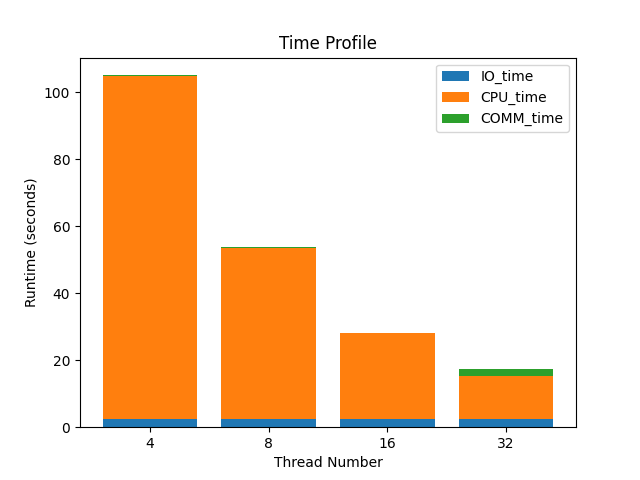 Time Profile
IO_time
CPU_time
COMM_time
Runtime (seconds)
100
80
60
40
20
0
4 8 16 32
Thread Number